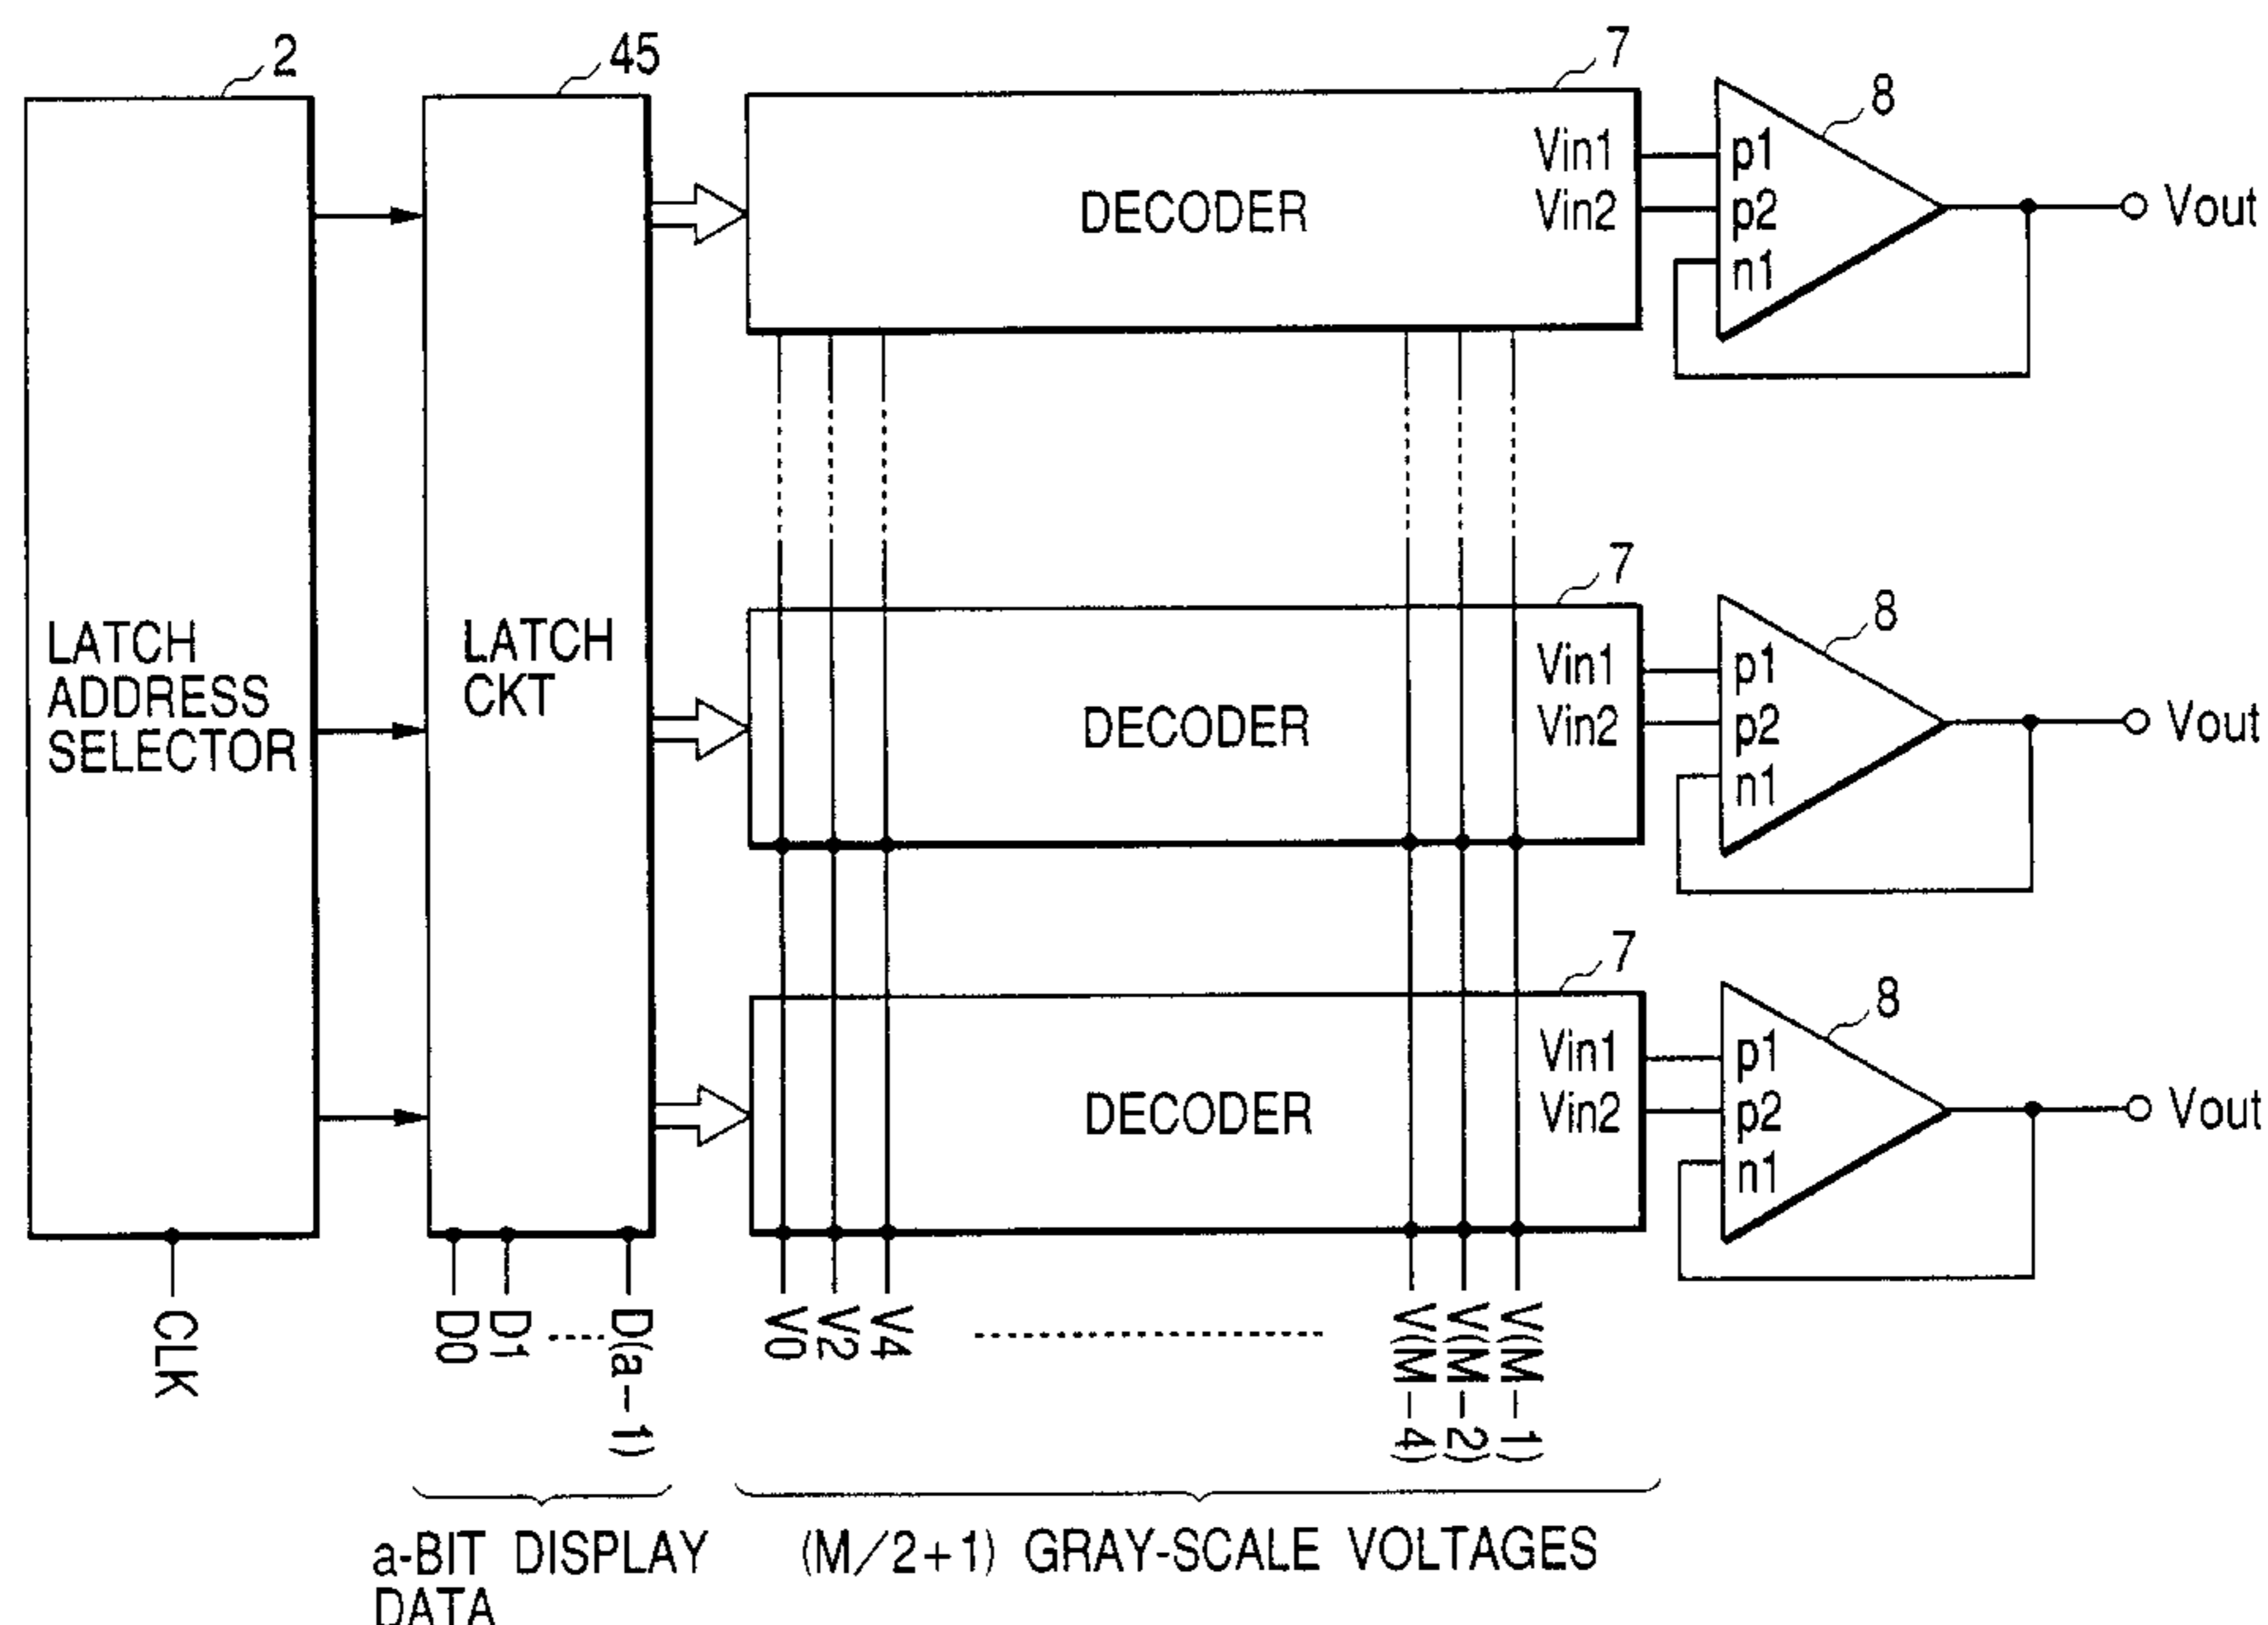 2
45
7
8
Vin1
p1
DECODER
Vin2
p2
Vout
n1
7
8
LATCH
ADDRESS
SELECTOR
LATCH
CKT
Vin1
p1
DECODER
Vin2
p2
Vout
n1
7
8
Vin1
p1
DECODER
Vin2
p2
Vout
n1
CLK
D0
D1
D(a-1)
V0
V2
V4
V(M-4)
V(M-2)
V(M-1)
a-BIT DISPLAY
DATA
(M/2+1) GRAY-SCALE VOLTAGES